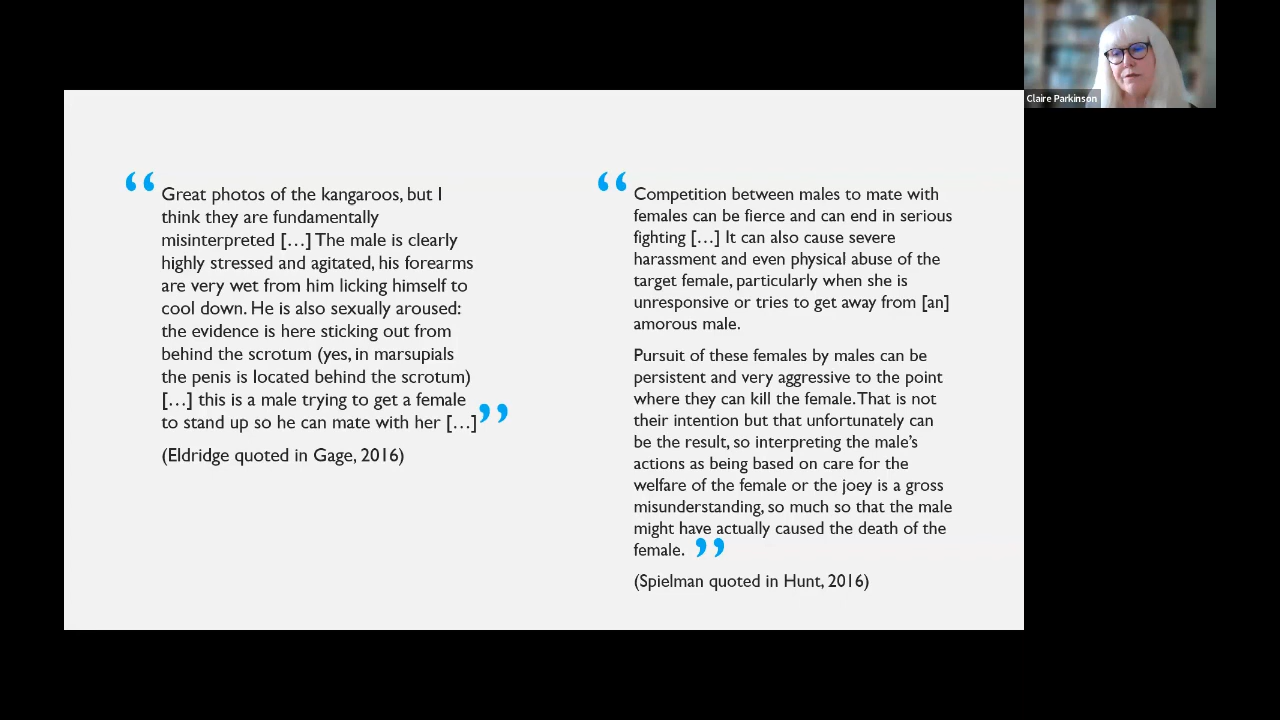 Claire Parkinson
“Great photos of the kangaroos, but I
think they are fundamentally
misinterpreted […] The male is clearly
highly stressed and agitated, his forearms
are very wet from him licking himself to
cool down. He is also sexually aroused:
the evidence is here sticking out from
behind the scrotum (yes, in marsupials
the penis is located behind the scrotum)
[…] this is a male trying to get a female
to stand up so he can mate with her […]”
(Eldridge quoted in Gage, 2016)
“Competition between males to mate with
females can be fierce and can end in serious
fighting […] It can also cause severe
harassment and even physical abuse of the
target female, particularly when she is
unresponsive or tries to get away from [an]
amorous male.
Pursuit of these females by males can be
persistent and very aggressive to the point
where they can kill the female. That is not
their intention but that unfortunately can
be the result, so interpreting the male’s
actions as being based on care for the
welfare of the female or the joey is a gross
misunderstanding, so much so that the male
might have actually caused the death of the
female. ”
(Spielman quoted in Hunt, 2016)